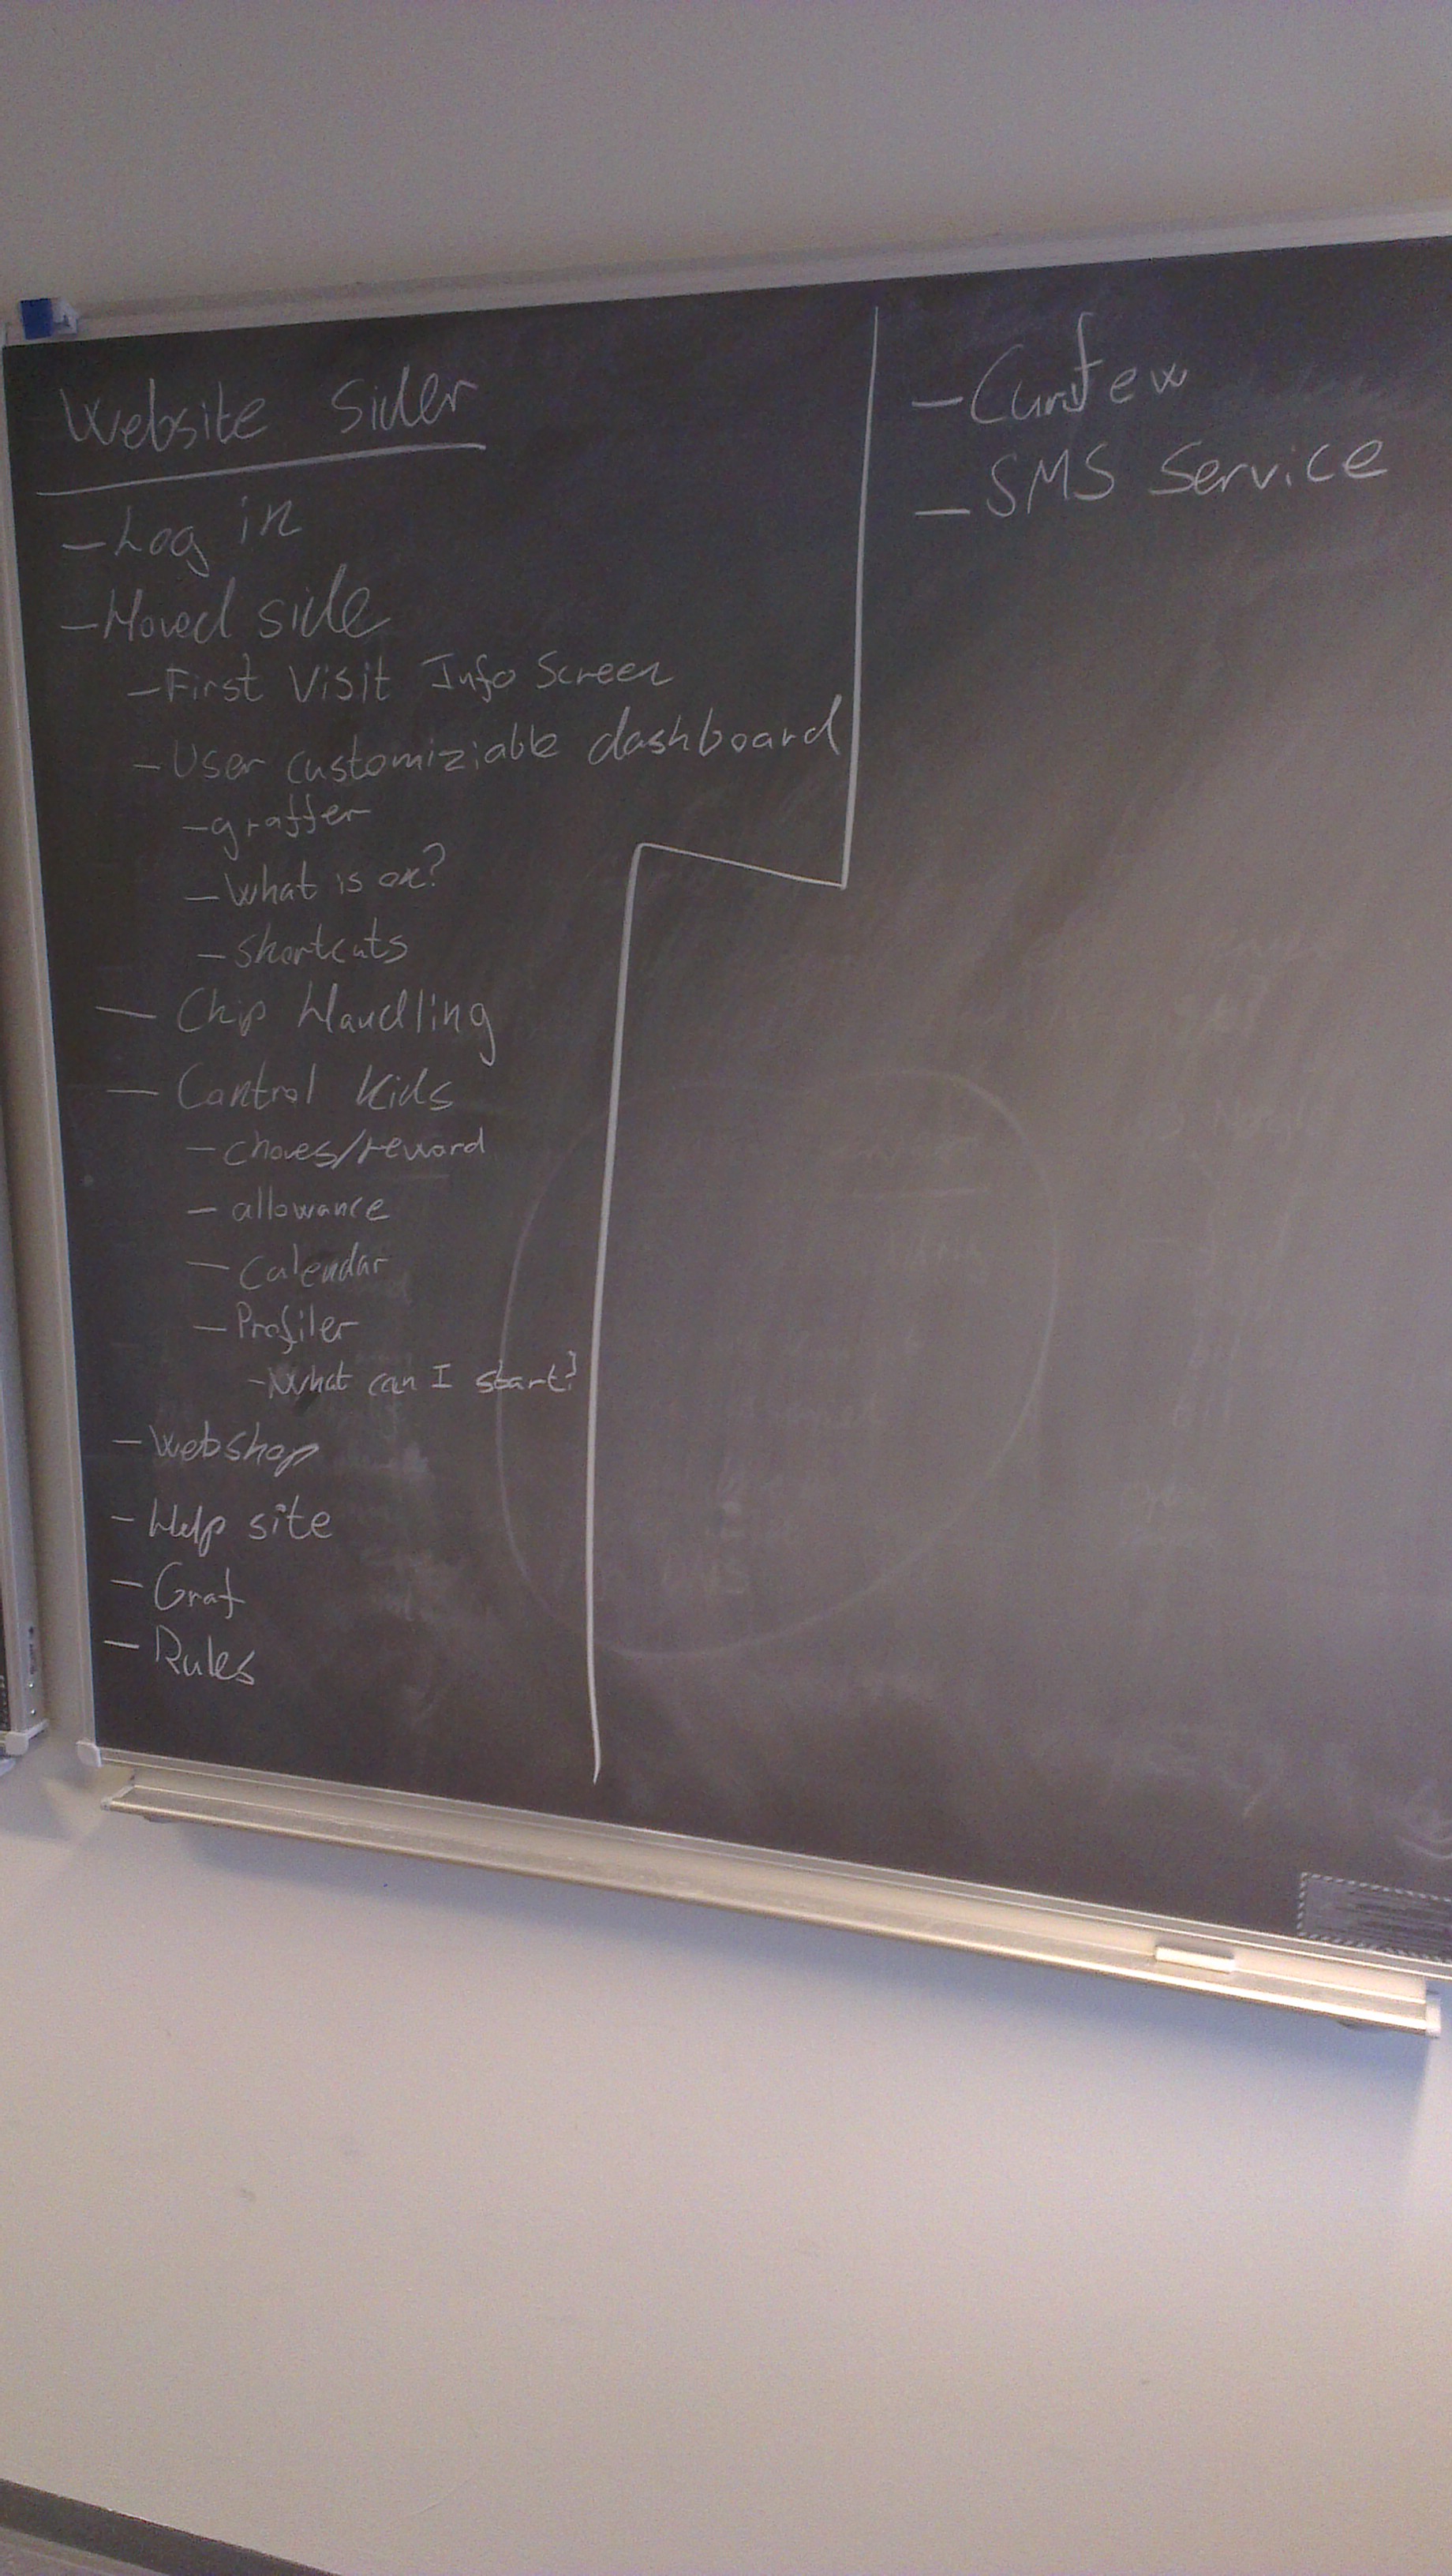 Website Sider
- Log in
- Hoved side
- First Visit Info Screen
- User customiziable dashboard
- graffer
- What is on?
- shortcuts
- Chip Handling
- Control Kids
- chores/reward
- allowance
- Calendar
- Profiler
- What can I start?
- Webshop
- Help site
- Graf
- Rules
- Curfew
- SMS Service